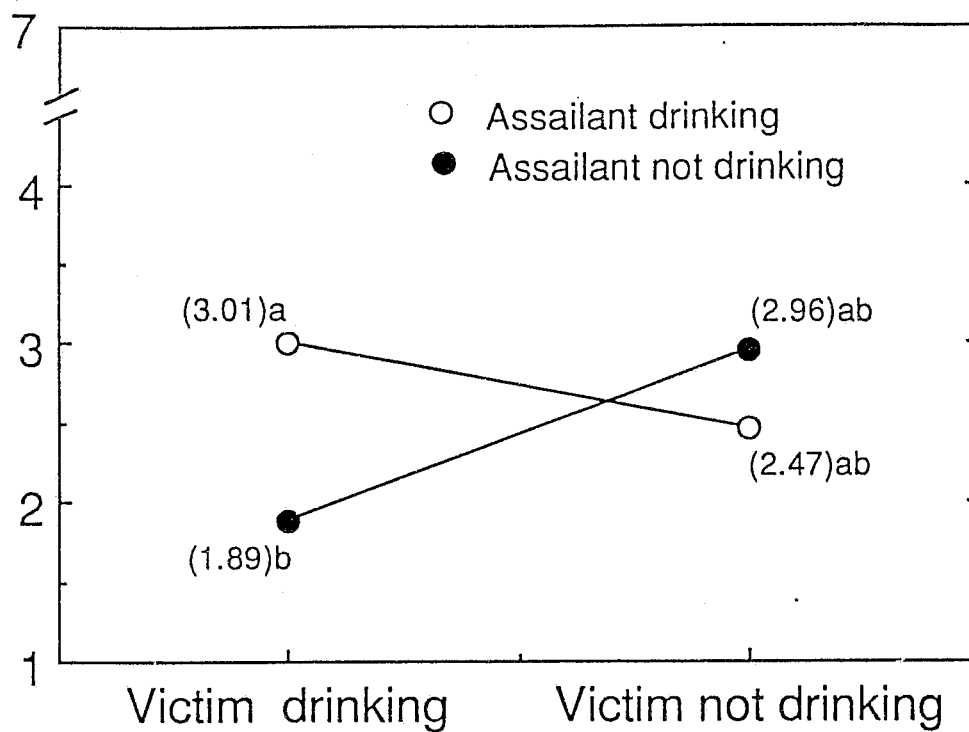 7
Assailant drinking
Assailant not drinking
4
(3.01)a
(2.96)ab
3
(2.47)ab
2
(1.89)b
1
Victim drinking
Victim not drinking